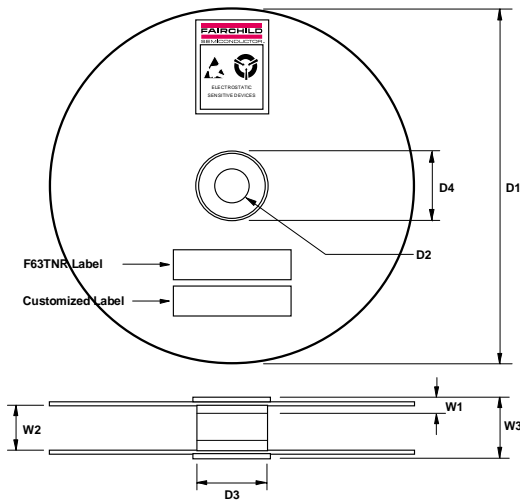 FAIRCHILD
SEMICONDUCTOR
ELECTROSTATIC
SENSITIVE DEVICES
D4
D1
D2
F63TNR Label
Customized Label
W1
W2
W3
D3